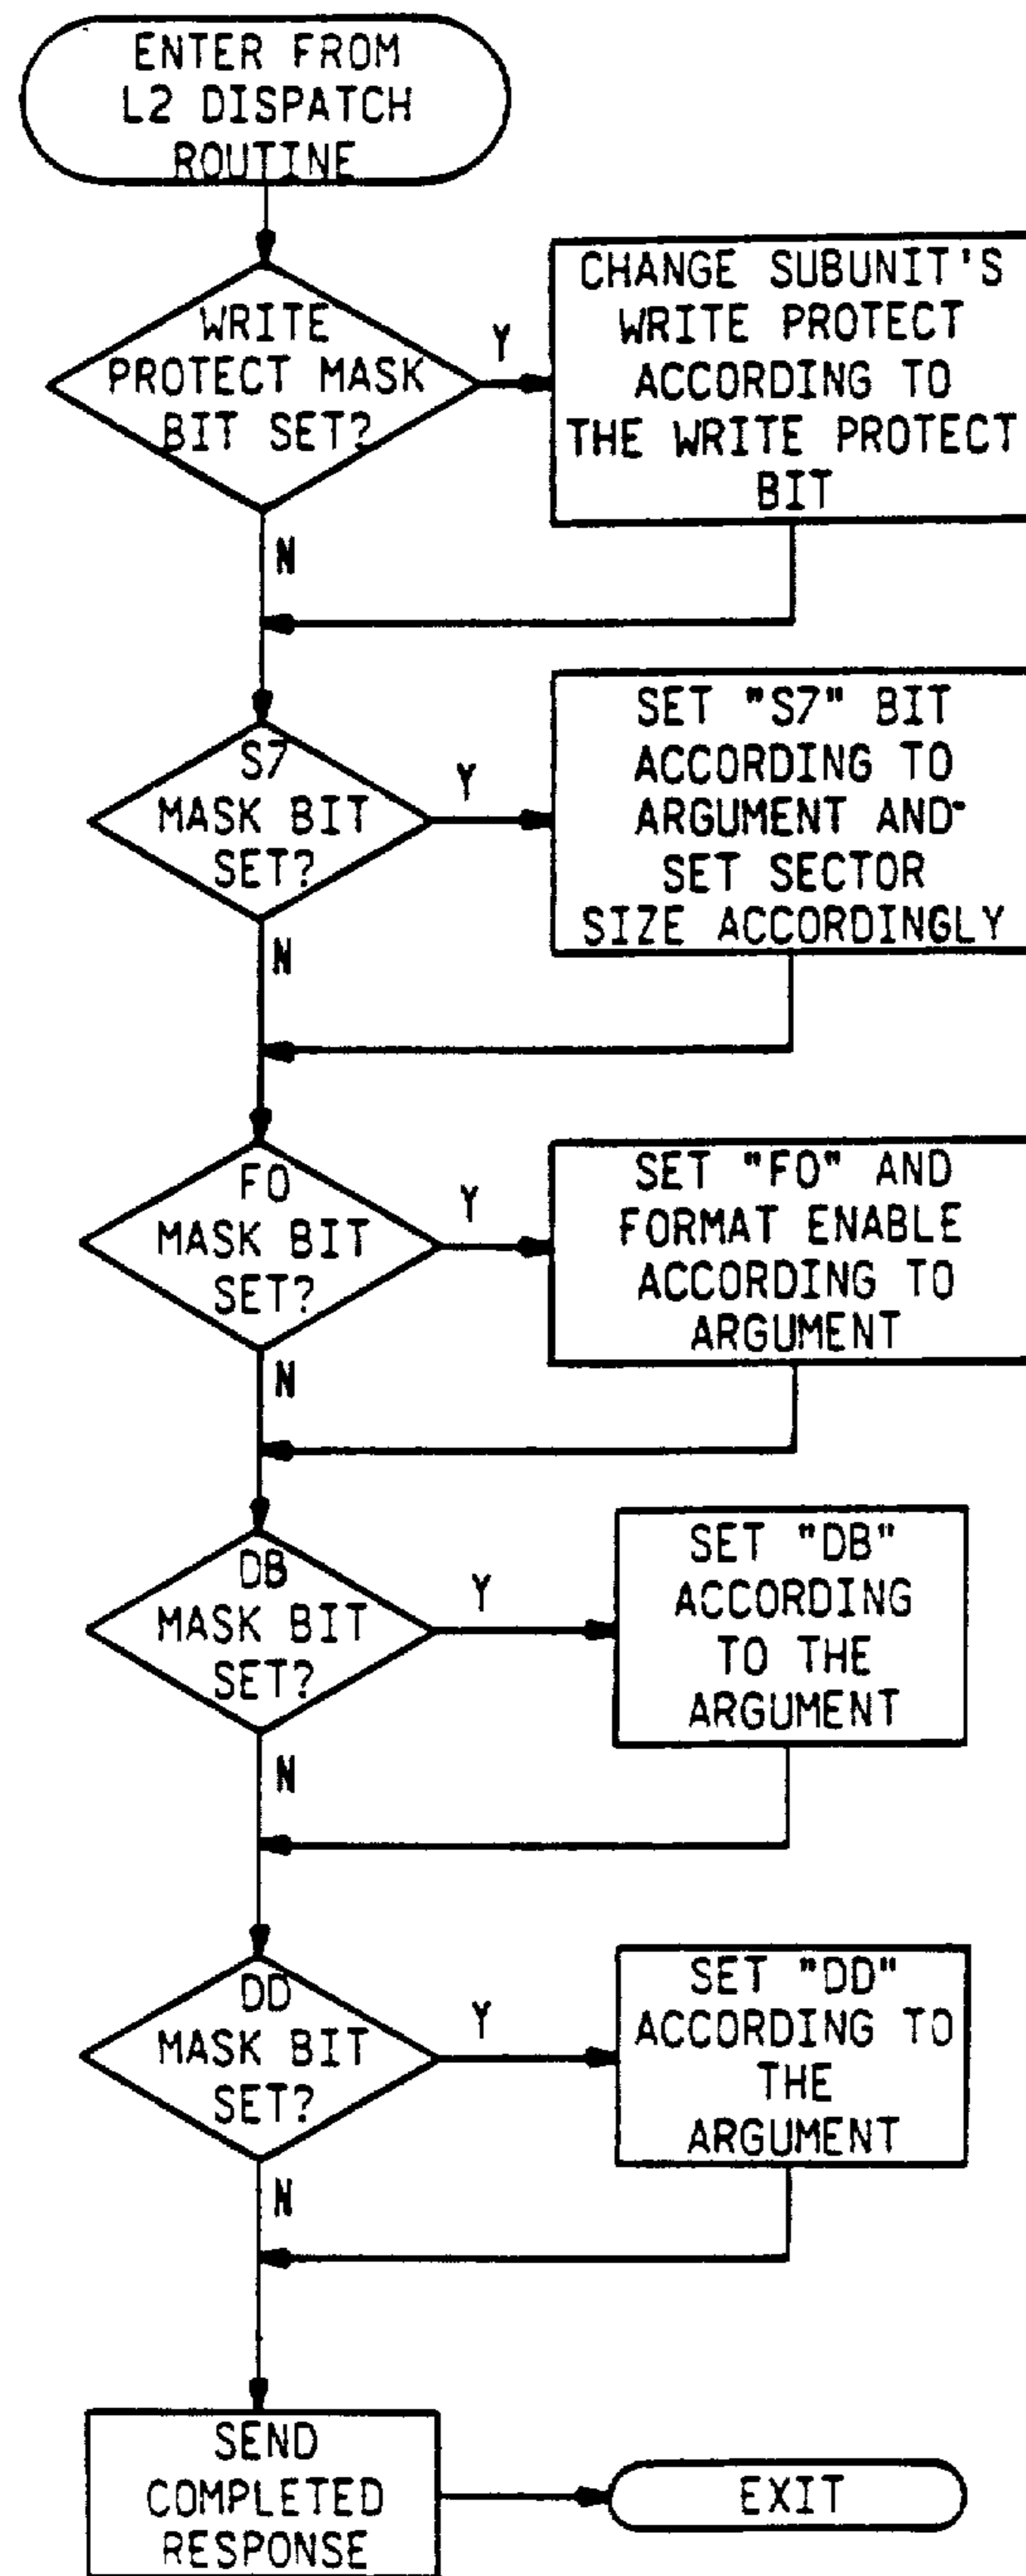 ENTER FROM
L2 DISPATCH
ROUTINE
WRITE
PROTECT MASK
BIT SET?
Y
CHANGE SUBUNIT'S
WRITE PROTECT
ACCORDING TO
THE WRITE PROTECT
BIT
N
S7
MASK BIT
SET?
Y
SET "S7" BIT
ACCORDING TO
ARGUMENT AND
SET SECTOR
SIZE ACCORDINGLY
N
FO
MASK BIT
SET?
Y
SET "FO" AND
FORMAT ENABLE
ACCORDING TO
ARGUMENT
N
DB
MASK BIT
SET?
Y
SET "DB"
ACCORDING
TO THE
ARGUMENT
N
DD
MASK BIT
SET?
Y
SET "DD"
ACCORDING TO
THE
ARGUMENT
N
SEND
COMPLETED
RESPONSE
EXIT